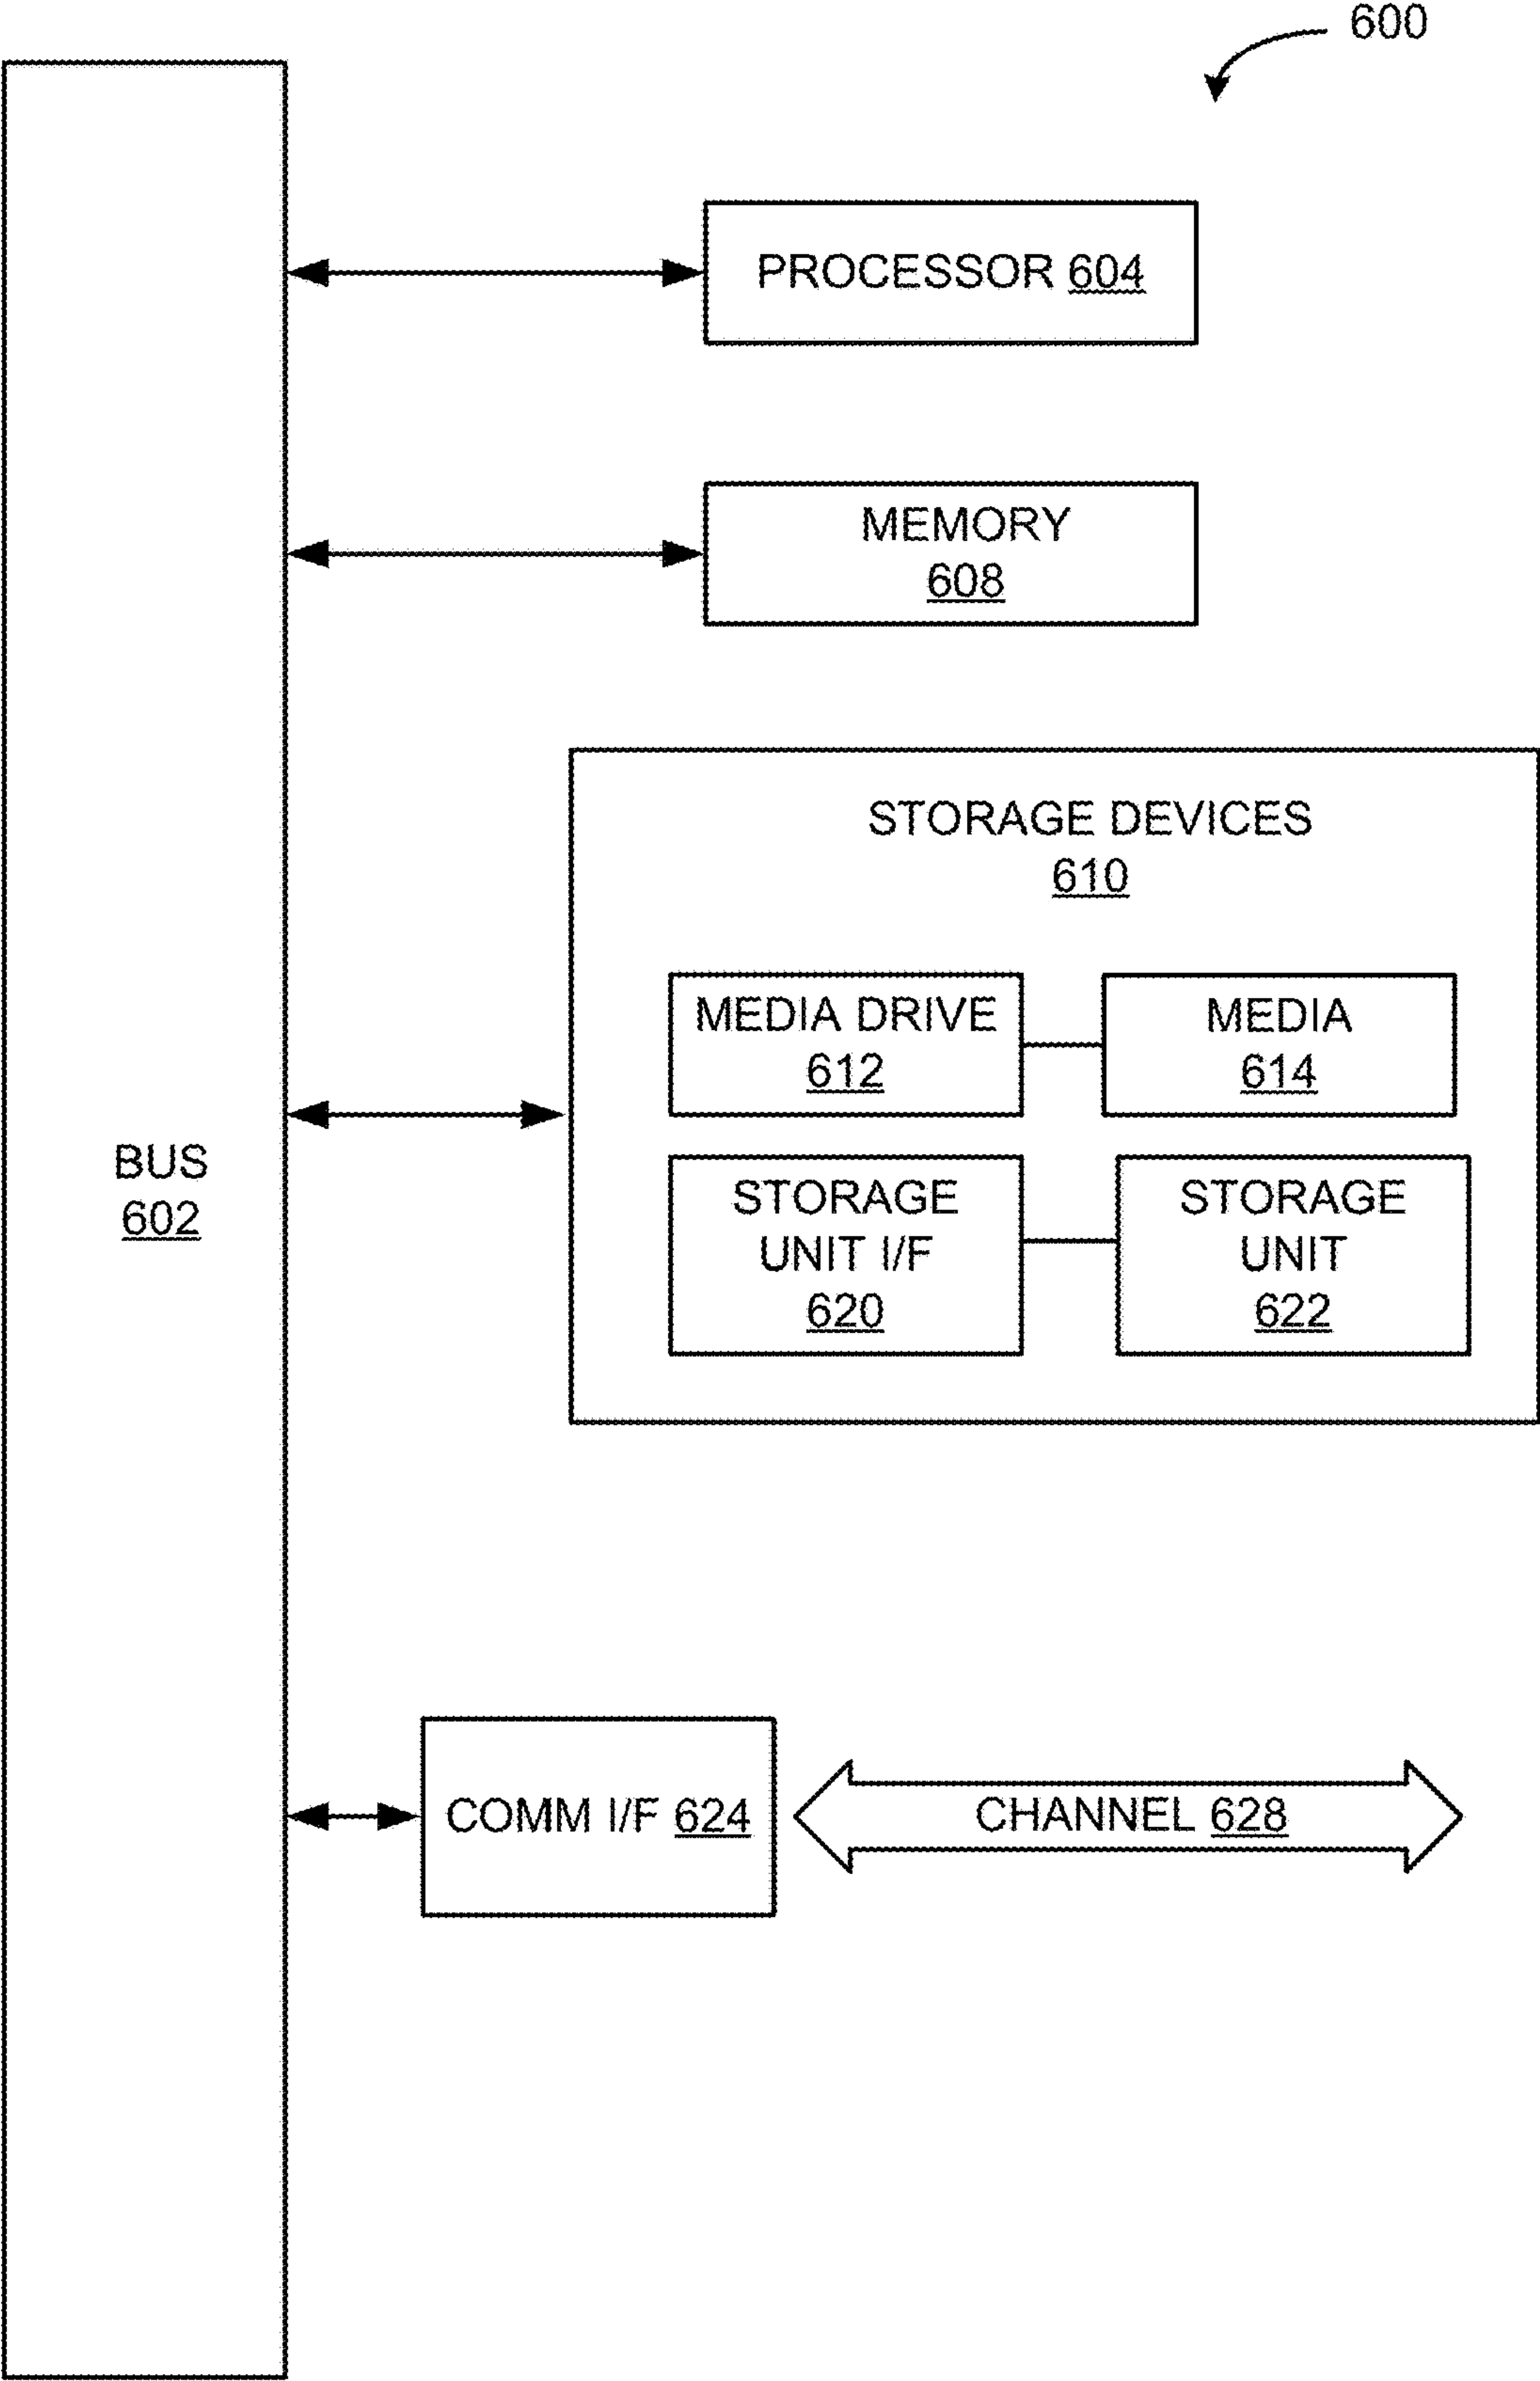 600
PROCESSOR 604
MEMORY
608
STORAGE DEVICES
610
MEDIA DRIVE
612
MEDIA
614
BUS
602
STORAGE
UNIT I/F
620
STORAGE
UNIT
622
COMM I/F 624
CHANNEL 628